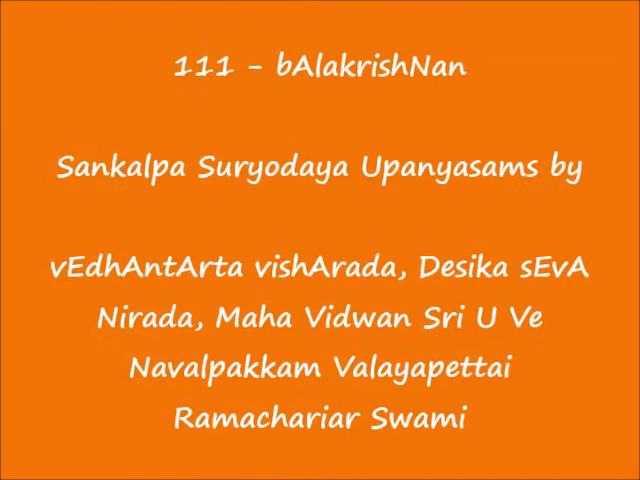 111 - bAlakrishNan
Sankalpa Suryodaya Upanyasams by
vEdhAntArta vishArada, Desika sEvA
Nirada, Maha Vidwan Sri U Ve
Navalpakkam Valayapettai
Ramachariar Swami